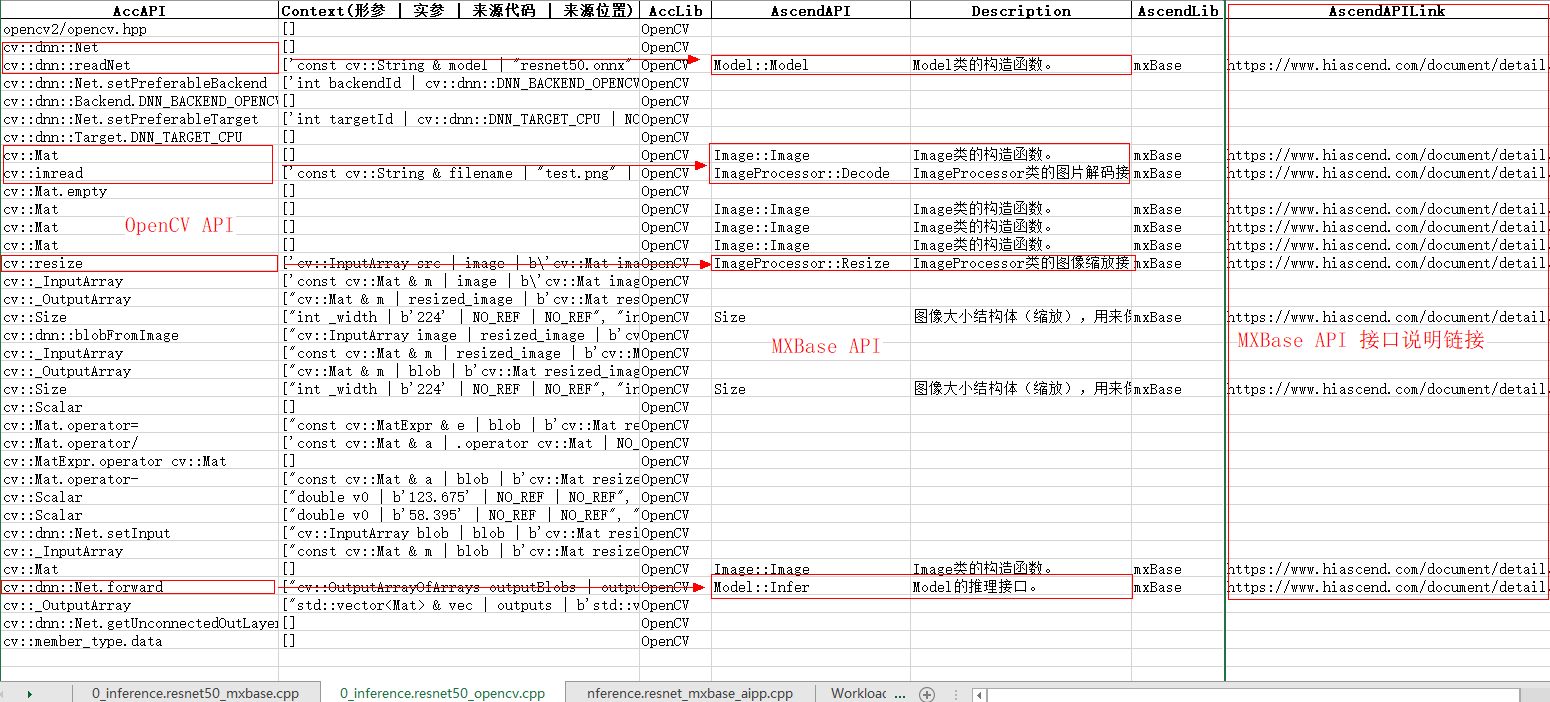 AccAPI Context(形参 | 实参 | 来源代码 | 来源位置) AccLib AscendAPI Description AscendLib AscendAPILink
opencv2/opencv.hpp [] OpenCV
cv::dnn::Net [] OpenCV
cv::dnn::readNet ['const cv::String & model | "resnet50.onnx" OpenCV Model::Model Model类的构造函数。 mxBase https://www.hiascend.com/document/detail
cv::dnn::Net.setPreferableBackend ['int backendId | cv::dnn::DNN_BACKEND_OPENCV OpenCV
cv::dnn::Backend.DNN_BACKEND_OPENCV [] OpenCV
cv::dnn::Net.setPreferableTarget ['int targetId | cv::dnn::DNN_TARGET_CPU | NO OpenCV
cv::dnn::Target.DNN_TARGET_CPU [] OpenCV
cv::Mat [] OpenCV Image::Image Image类的构造函数。 mxBase https://www.hiascend.com/document/detail
cv::imread ['const cv::String & filename | "test.png" | OpenCV ImageProcessor::Decode ImageProcessor类的图片解码接 mxBase https://www.hiascend.com/document/detail
cv::Mat.empty [] OpenCV
cv::Mat [] OpenCV Image::Image Image类的构造函数。 mxBase https://www.hiascend.com/document/detail
cv::Mat [] OpenCV Image::Image Image类的构造函数。 mxBase https://www.hiascend.com/document/detail
OpenCV API
cv::Mat [] OpenCV Image::Image Image类的构造函数。 mxBase https://www.hiascend.com/document/detail
cv::resize ['cv::InputArray src | image | b\'cv::Mat ima OpenCV ImageProcessor::Resize ImageProcessor类的图像缩放接 mxBase https://www.hiascend.com/document/detail
cv::_InputArray ['const cv::Mat & m | image | b\'cv::Mat imag OpenCV
cv::_OutputArray ["cv::Mat & m | resized_image | b'cv::Mat res OpenCV
cv::Size ["int _width | b'224' | NO_REF | NO_REF", "in OpenCV Size 图像大小结构体（缩放），用来保 mxBase https://www.hiascend.com/document/detail
cv::dnn::blobFromImage ["cv::InputArray image | resized_image | b'cv OpenCV
MXBase API
MXBase API 接口说明链接
cv::_InputArray ["const cv::Mat & m | resized_image | b'cv::M OpenCV
cv::_OutputArray ["cv::Mat & m | blob | b'cv::Mat resized_imag OpenCV
cv::Size ["int _width | b'224' | NO_REF | NO_REF", "in OpenCV Size 图像大小结构体（缩放），用来保 mxBase https://www.hiascend.com/document/detail
cv::Scalar [] OpenCV
cv::Mat.operator= ["const cv::MatExpr & e | blob | b'cv::Mat re OpenCV
cv::Mat.operator/ ['const cv::Mat & a | .operator cv::Mat | NO_ OpenCV
cv::MatExpr.operator cv::Mat [] OpenCV
cv::Mat.operator- ["const cv::Mat & a | blob | b'cv::Mat resize OpenCV
cv::Scalar ["double v0 | b'123.675' | NO_REF | NO_REF", OpenCV
cv::Scalar ["double v0 | b'58.395' | NO_REF | NO_REF", " OpenCV
cv::dnn::Net.setInput ["cv::InputArray blob | blob | b'cv::Mat resi OpenCV
cv::_InputArray ["const cv::Mat & m | blob | b'cv::Mat resize OpenCV
cv::Mat [] OpenCV Image::Image Image类的构造函数。 mxBase https://www.hiascend.com/document/detail
cv::dnn::Net.forward ["cv::OutputArrayOfArrays outputBlobs | outpu OpenCV Model::Infer Model的推理接口。 mxBase https://www.hiascend.com/document/detail
cv::_OutputArray ["std::vector<Mat> & vec | outputs | b'std::v OpenCV
cv::dnn::Net.getUnconnectedOutLayer [] OpenCV
cv::member_type.data [] OpenCV
0_inference.resnet50_mxbase.cpp 0_inference.resnet50_opencv.cpp nference.resnet_mxbase_aipp.cpp Workload ...